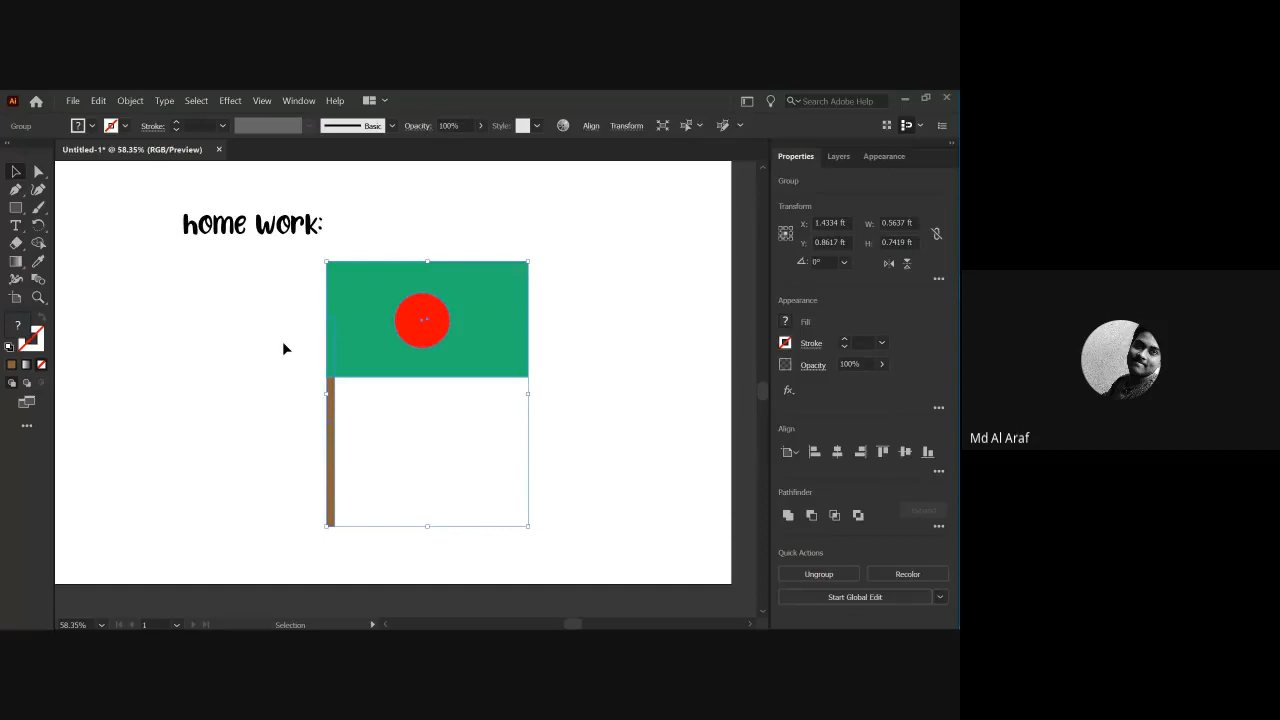 Ai File Edit Object Type Select Effect View Window Help Search Adobe Help
Group ? Stroke: Basic Opacity: 100% Style: Align Transform
Untitled-1* @ 58.35% (RGB/Preview) ×
home work:
Properties Layers Appearance
Group
Transform
X: 1.4334 ft W: 0.5637 ft
Y: 0.8617 ft H: 0.7419 ft
0°
Appearance
? Fill
Stroke
Opacity 100%
fx.
Align
Pathfinder
Expand
Quick Actions
Ungroup Recolor
Start Global Edit
58.35% 1 Selection
Md Al Araf